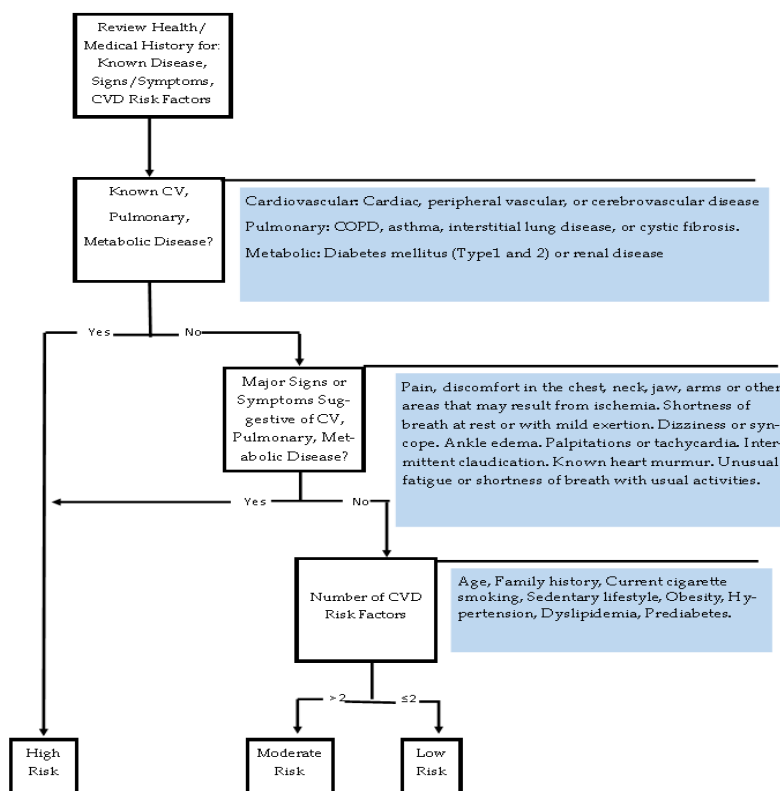 Review Health/
Medical History for:
Known Disease,
Signs/Symptoms,
CVD Risk Factors
Known CV,
Pulmonary,
Metabolic Disease?
Cardiovascular: Cardiac, peripheral vascular, or cerebrovascular disease
Pulmonary: COPD, asthma, interstitial lung disease, or cystic fibrosis.
Metabolic: Diabetes mellitus (Type1 and 2) or renal disease
Yes
No
Major Signs or
Symptoms Sug-
gestive of CV,
Pulmonary, Met-
abolic Disease?
Pain, discomfort in the chest, neck, jaw, arms or other
areas that may result from ischemia. Shortness of
breath at rest or with mild exertion. Dizziness or syn-
cope. Ankle edema. Palpitations or tachycardia. Inter-
mittent claudication. Known heart murmur. Unusual
fatigue or shortness of breath with usual activities.
Yes
No
Number of CVD
Risk Factors
Age, Family history, Current cigarette
smoking, Sedentary lifestyle, Obesity, Hy-
pertension, Dyslipidemia, Prediabetes.
>2
≤2
High
Risk
Moderate
Risk
Low
Risk